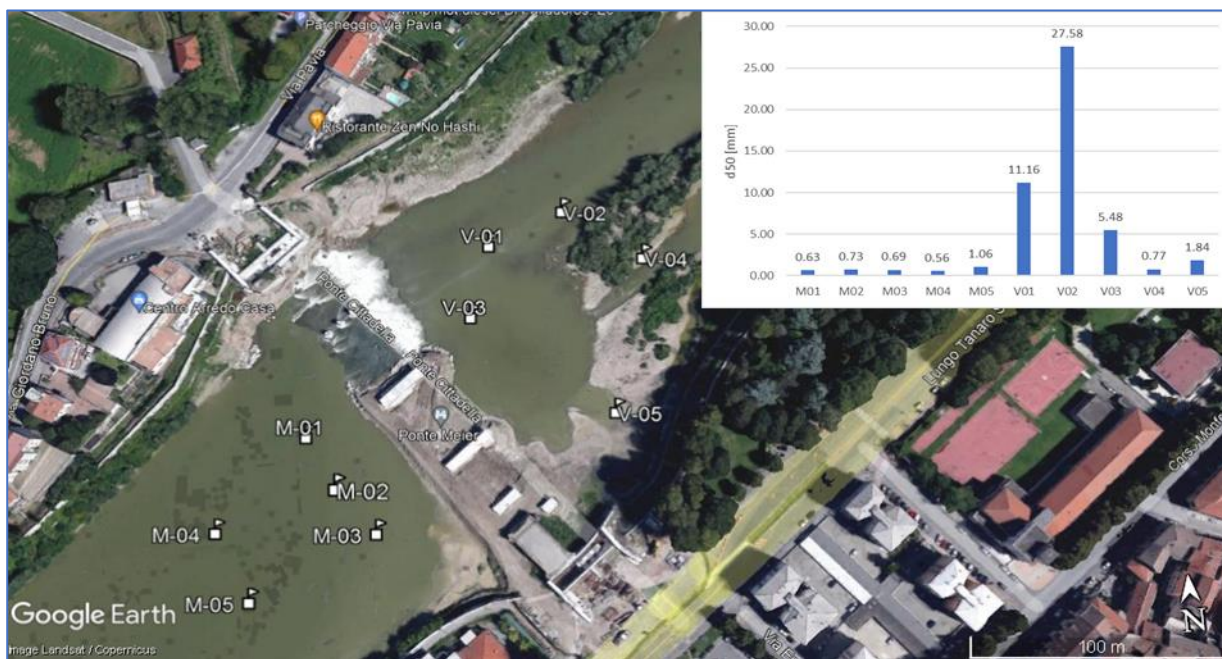 Parcheggio Via Pavia
Via Pavia
Ristorante Zen No Hashi
Giordano Bruno
Centro Alfredo Casa
Ponte Cittadella
Ponte Cittadella
Ponte Meier
V-01
V-02
V-03
V-04
V-05
M-01
M-02
M-03
M-04
M-05
Lungo Tanaro
d50 [mm]
30.00
25.00
20.00
15.00
10.00
5.00
0.00
0.63
0.73
0.69
0.56
1.06
11.16
27.58
5.48
0.77
1.84
M01 M02 M03 M04 M05 V01 V02 V03 V04 V05
Google Earth
Image Landsat / Copernicus
N
100 m